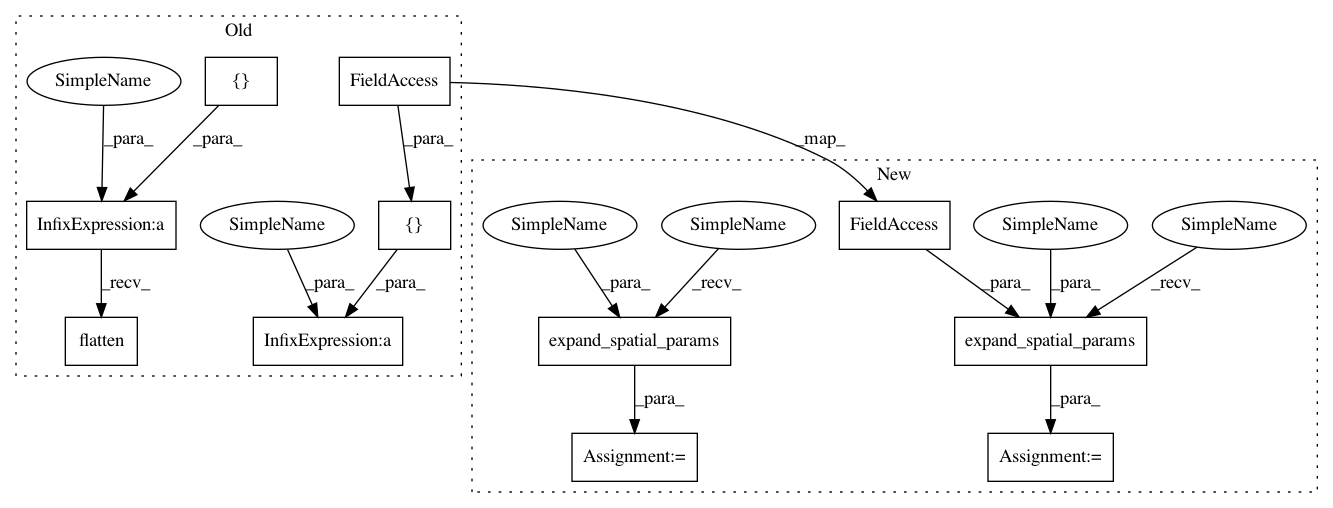 Old
SimpleName
{}
FieldAccess
_para_
_para_
_para_
_map_
New
InfixExpression:a
SimpleName
{}
SimpleName
SimpleName
FieldAccess
SimpleName
SimpleName
_recv_
_para_
_para_
_para_
_recv_
_para_
_para_
_recv_
flatten
InfixExpression:a
expand_spatial_params
expand_spatial_params
_para_
_para_
Assignment:=
Assignment:=